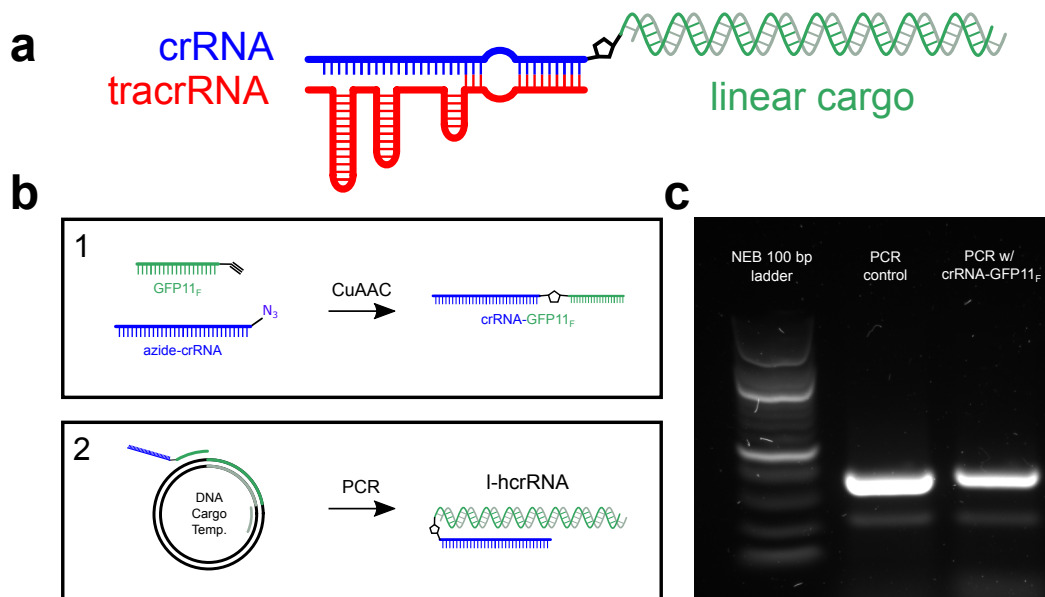 a
crRNA
tracrRNA
linear cargo
b
1
GFP11F
azide-crRNA
N3
CuAAC
crRNA-GFP11F
2
DNA
Cargo
Temp.
PCR
l-hcrRNA
c
NEB 100 bp
ladder
PCR
control
PCR w/
crRNA-GFP11F